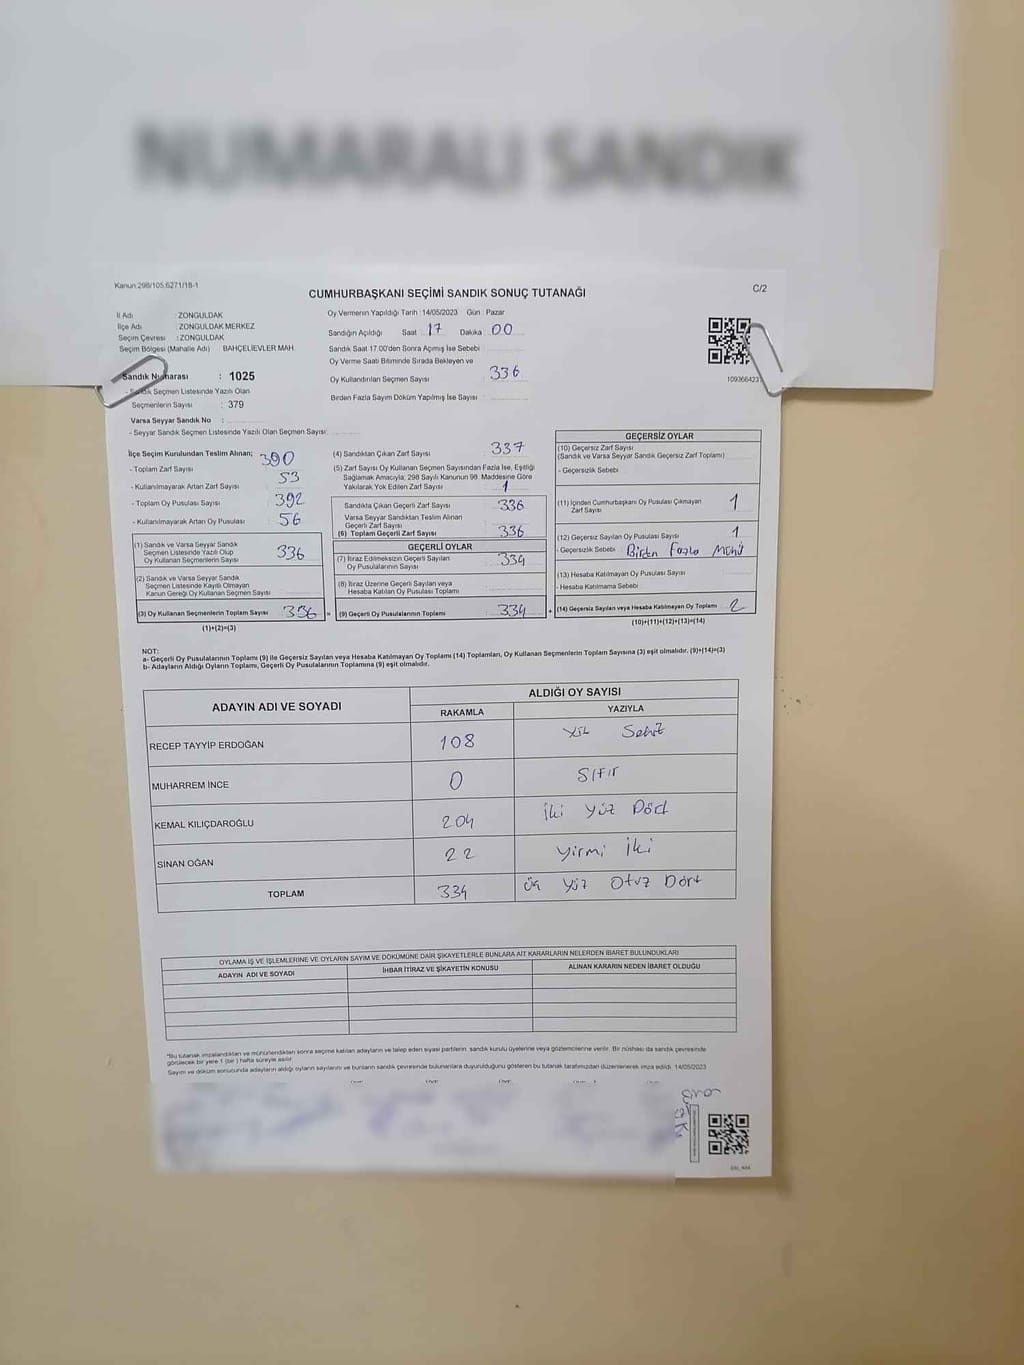 NUMARALI SANDIK
Kanun:298/105.6271/18-1
CUMHURBAŞKANI SEÇİMİ SANDIK SONUÇ TUTANAĞI
C/2
İl Adı : ZONGULDAK
İlçe Adı : ZONGULDAK MERKEZ
Seçim Çevresi : ZONGULDAK
Seçim Bölgesi (Mahalle Adı) BAHÇELİEVLER MAH.
Sandık Numarası : 1025
- Sandık Seçmen Listesinde Yazılı Olan
Seçmenlerin Sayısı : 379
Varsa Seyyar Sandık No :
- Seyyar Sandık Seçmen Listesinde Yazılı Olan Seçmen Sayısı:
Oy Vermenin Yapıldığı Tarih :14/05/2023 Gün : Pazar
Sandığın Açıldığı Saat : 17 Dakika : 00
Sandık Saat 17.00'den Sonra Açımış İse Sebebi :
Oy Verme Saati Bitiminde Sırada Bekleyen ve
Oy Kullandırılan Seçmen Sayısı : 336
Birden Fazla Sayım Döküm Yapılmış İse Sayısı :
109366423
İlçe Seçim Kurulundan Teslim Alınan;
- Toplam Zarf Sayısı : 390
- Kullanılmayarak Artan Zarf Sayısı : 53
- Toplam Oy Pusulası Sayısı : 392
- Kullanılmayarak Artan Oy Pusulası : 56
(1) Sandık ve Varsa Seyyar Sandık
Seçmen Listesinde Yazılı Olup
Oy Kullanan Seçmenlerin Sayısı : 336
(2) Sandık ve Varsa Seyyar Sandık
Seçmen Listesinde Kayıtlı Olmayan
Kanun Gereği Oy Kullanan Seçmen Sayısı :
(3) Oy Kullanan Seçmenlerin Toplam Sayısı : 336
(1)+(2)=(3)
(4) Sandıktan Çıkan Zarf Sayısı : 337
(5) Zarf Sayısı Oy Kullanan Seçmen Sayısından Fazla İse, Eşitliği
Sağlamak Amacıyla; 298 Sayılı Kanunun 98. Maddesine Göre
Yakılarak Yok Edilen Zarf Sayısı : 1
Sandıkta Çıkan Geçerli Zarf Sayısı : 336
Varsa Seyyar Sandıktan Teslim Alınan
Geçerli Zarf Sayısı :
(6) Toplam Geçerli Zarf Sayısı : 336
GEÇERLİ OYLAR
(7) İtiraz Edilmeksizin Geçerli Sayılan
Oy Pusulalarının Sayısı : 334
(8) İtiraz Üzerine Geçerli Sayılan veya
Hesaba Katılan Oy Pusulası Toplamı :
(9) Geçerli Oy Pusulalarının Toplamı : 334
GEÇERSİZ OYLAR
(10) Geçersiz Zarf Sayısı
(Sandık ve Varsa Seyyar Sandık Geçersiz Zarf Toplamı)
- Geçersizlik Sebebi :
(11) İçinden Cumhurbaşkanı Oy Pusulası Çıkmayan
Zarf Sayısı : 1
(12) Geçersiz Sayılan Oy Pusulası Sayısı : 1
- Geçersizlik Sebebi : Birden Fazla Mühür
(13) Hesaba Katılmayan Oy Pusulası Sayısı :
- Hesaba Katılmama Sebebi :
(14) Geçersiz Sayılan veya Hesaba Katılmayan Oy Toplamı : 2
(10)+(11)+(12)+(13)=(14)
NOT:
a- Geçerli Oy Pusulalarının Toplamı (9) ile Geçersiz Sayılan veya Hesaba Katılmayan Oy Toplamı (14) Toplamları, Oy Kullanan Seçmenlerin Toplam Sayısına (3) eşit olmalıdır. (9)+(14)=(3)
b- Adayların Aldığı Oyların Toplamı, Geçerli Oy Pusulalarının Toplamına (9) eşit olmalıdır.
ADAYIN ADI VE SOYADI ALDIĞI OY SAYISI
RAKAMLA YAZIYLA
RECEP TAYYİP ERDOĞAN 108 Yüz Sekiz
MUHARREM İNCE 0 Sıfır
KEMAL KILIÇDAROĞLU 204 İki Yüz Dört
SİNAN OĞAN 22 Yirmi İki
TOPLAM 334 Üç Yüz Otuz Dört
OYLAMA İŞ VE İŞLEMLERİNE VE OYLARIN SAYIM VE DÖKÜMÜNE DAİR ŞİKAYETLERLE BUNLARA AİT KARARLARIN NELERDEN İBARET BULUNDUKLARI
ADAYIN ADI VE SOYADI İHBAR İTİRAZ VE ŞİKAYETİN KONUSU ALINAN KARARIN NEDEN İBARET OLDUĞU
*Bu tutanak imzalandıktan ve mühürlendikten sonra seçime katılan adayların ve talep eden siyasi partilerin sandık kurulu üyelerine veya gözlemcilerine verilir. Bir nüshası da sandık çevresinde
görülecek bir yere 1 (bir) hafta süreyle asılır.
Sayım ve döküm sonucunda adayların aldığı oyların sayılarını ve bunların sandık çevresinde bulunanlara duyurulduğunu gösteren bu tutanak tarafımızdan düzenlenerek imza edildi. 14/05/2023